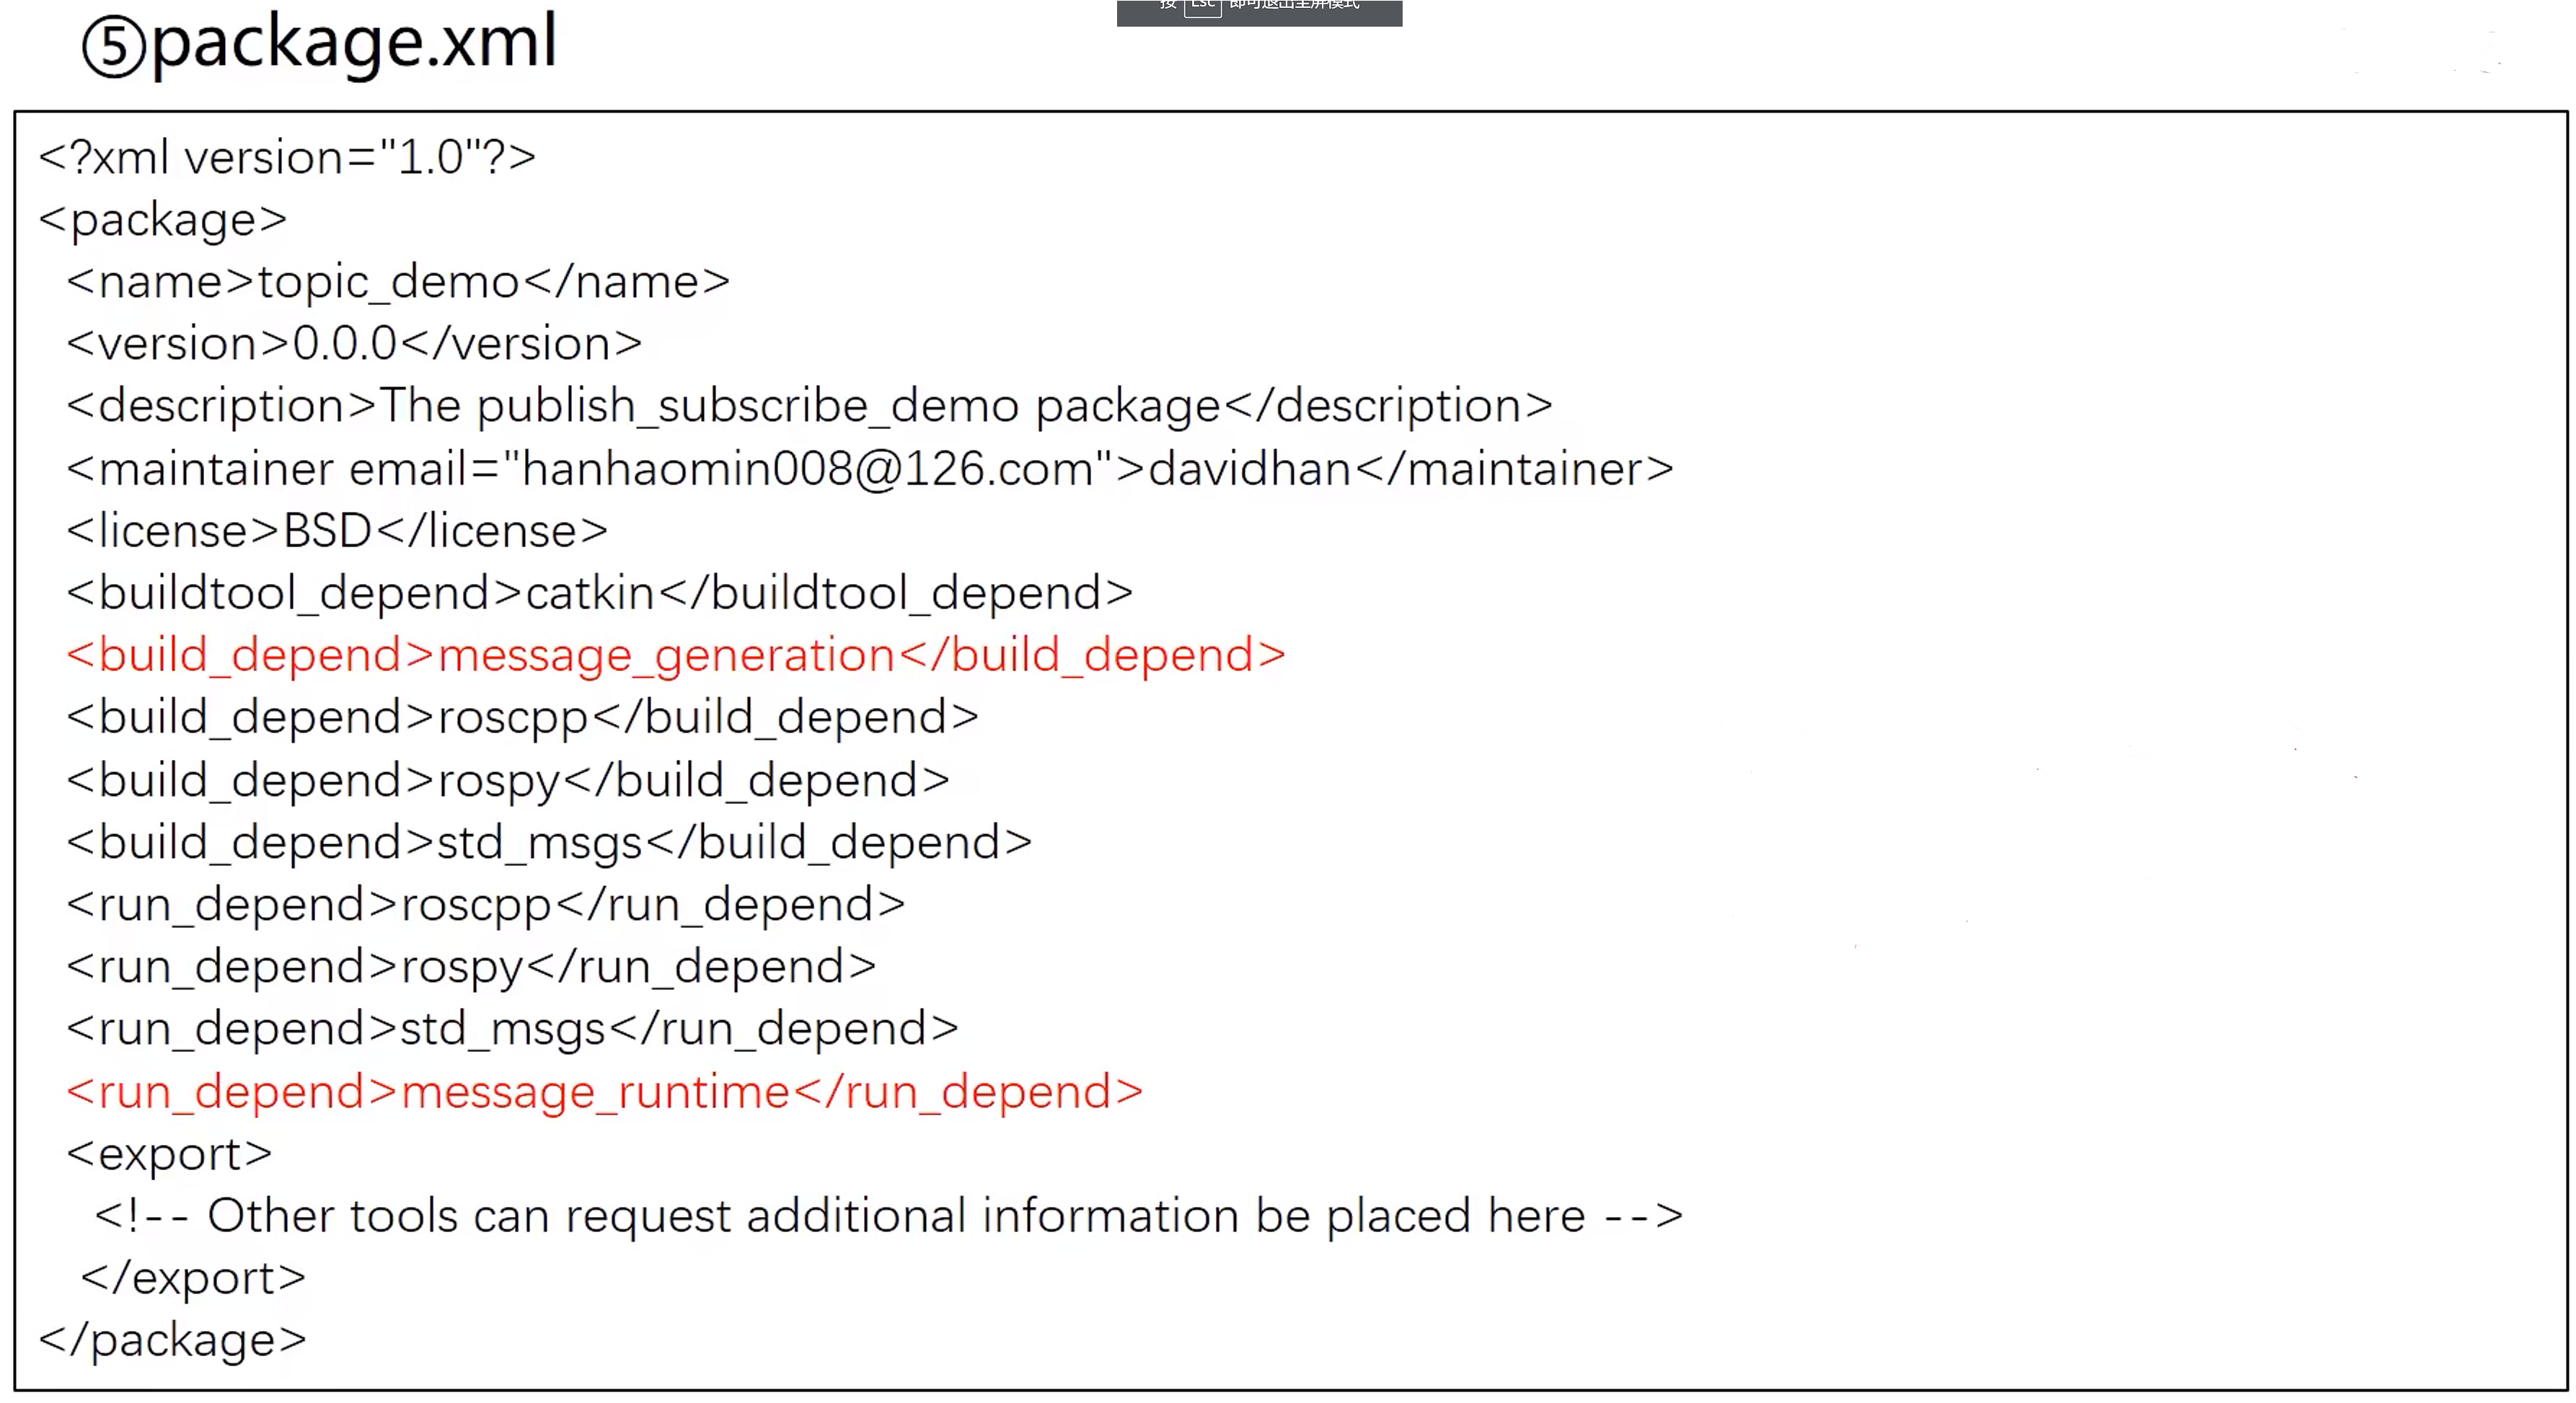 按 Esc 即可退出全屏模式
⑤package.xml
<?xml version="1.0"?>
<package>
<name>topic_demo</name>
<version>0.0.0</version>
<description>The publish_subscribe_demo package</description>
<maintainer email="hanhaomin008@126.com">davidhan</maintainer>
<license>BSD</license>
<buildtool_depend>catkin</buildtool_depend>
<build_depend>message_generation</build_depend>
<build_depend>roscpp</build_depend>
<build_depend>rospy</build_depend>
<build_depend>std_msgs</build_depend>
<run_depend>roscpp</run_depend>
<run_depend>rospy</run_depend>
<run_depend>std_msgs</run_depend>
<run_depend>message_runtime</run_depend>
<export>
<!-- Other tools can request additional information be placed here -->
</export>
</package>